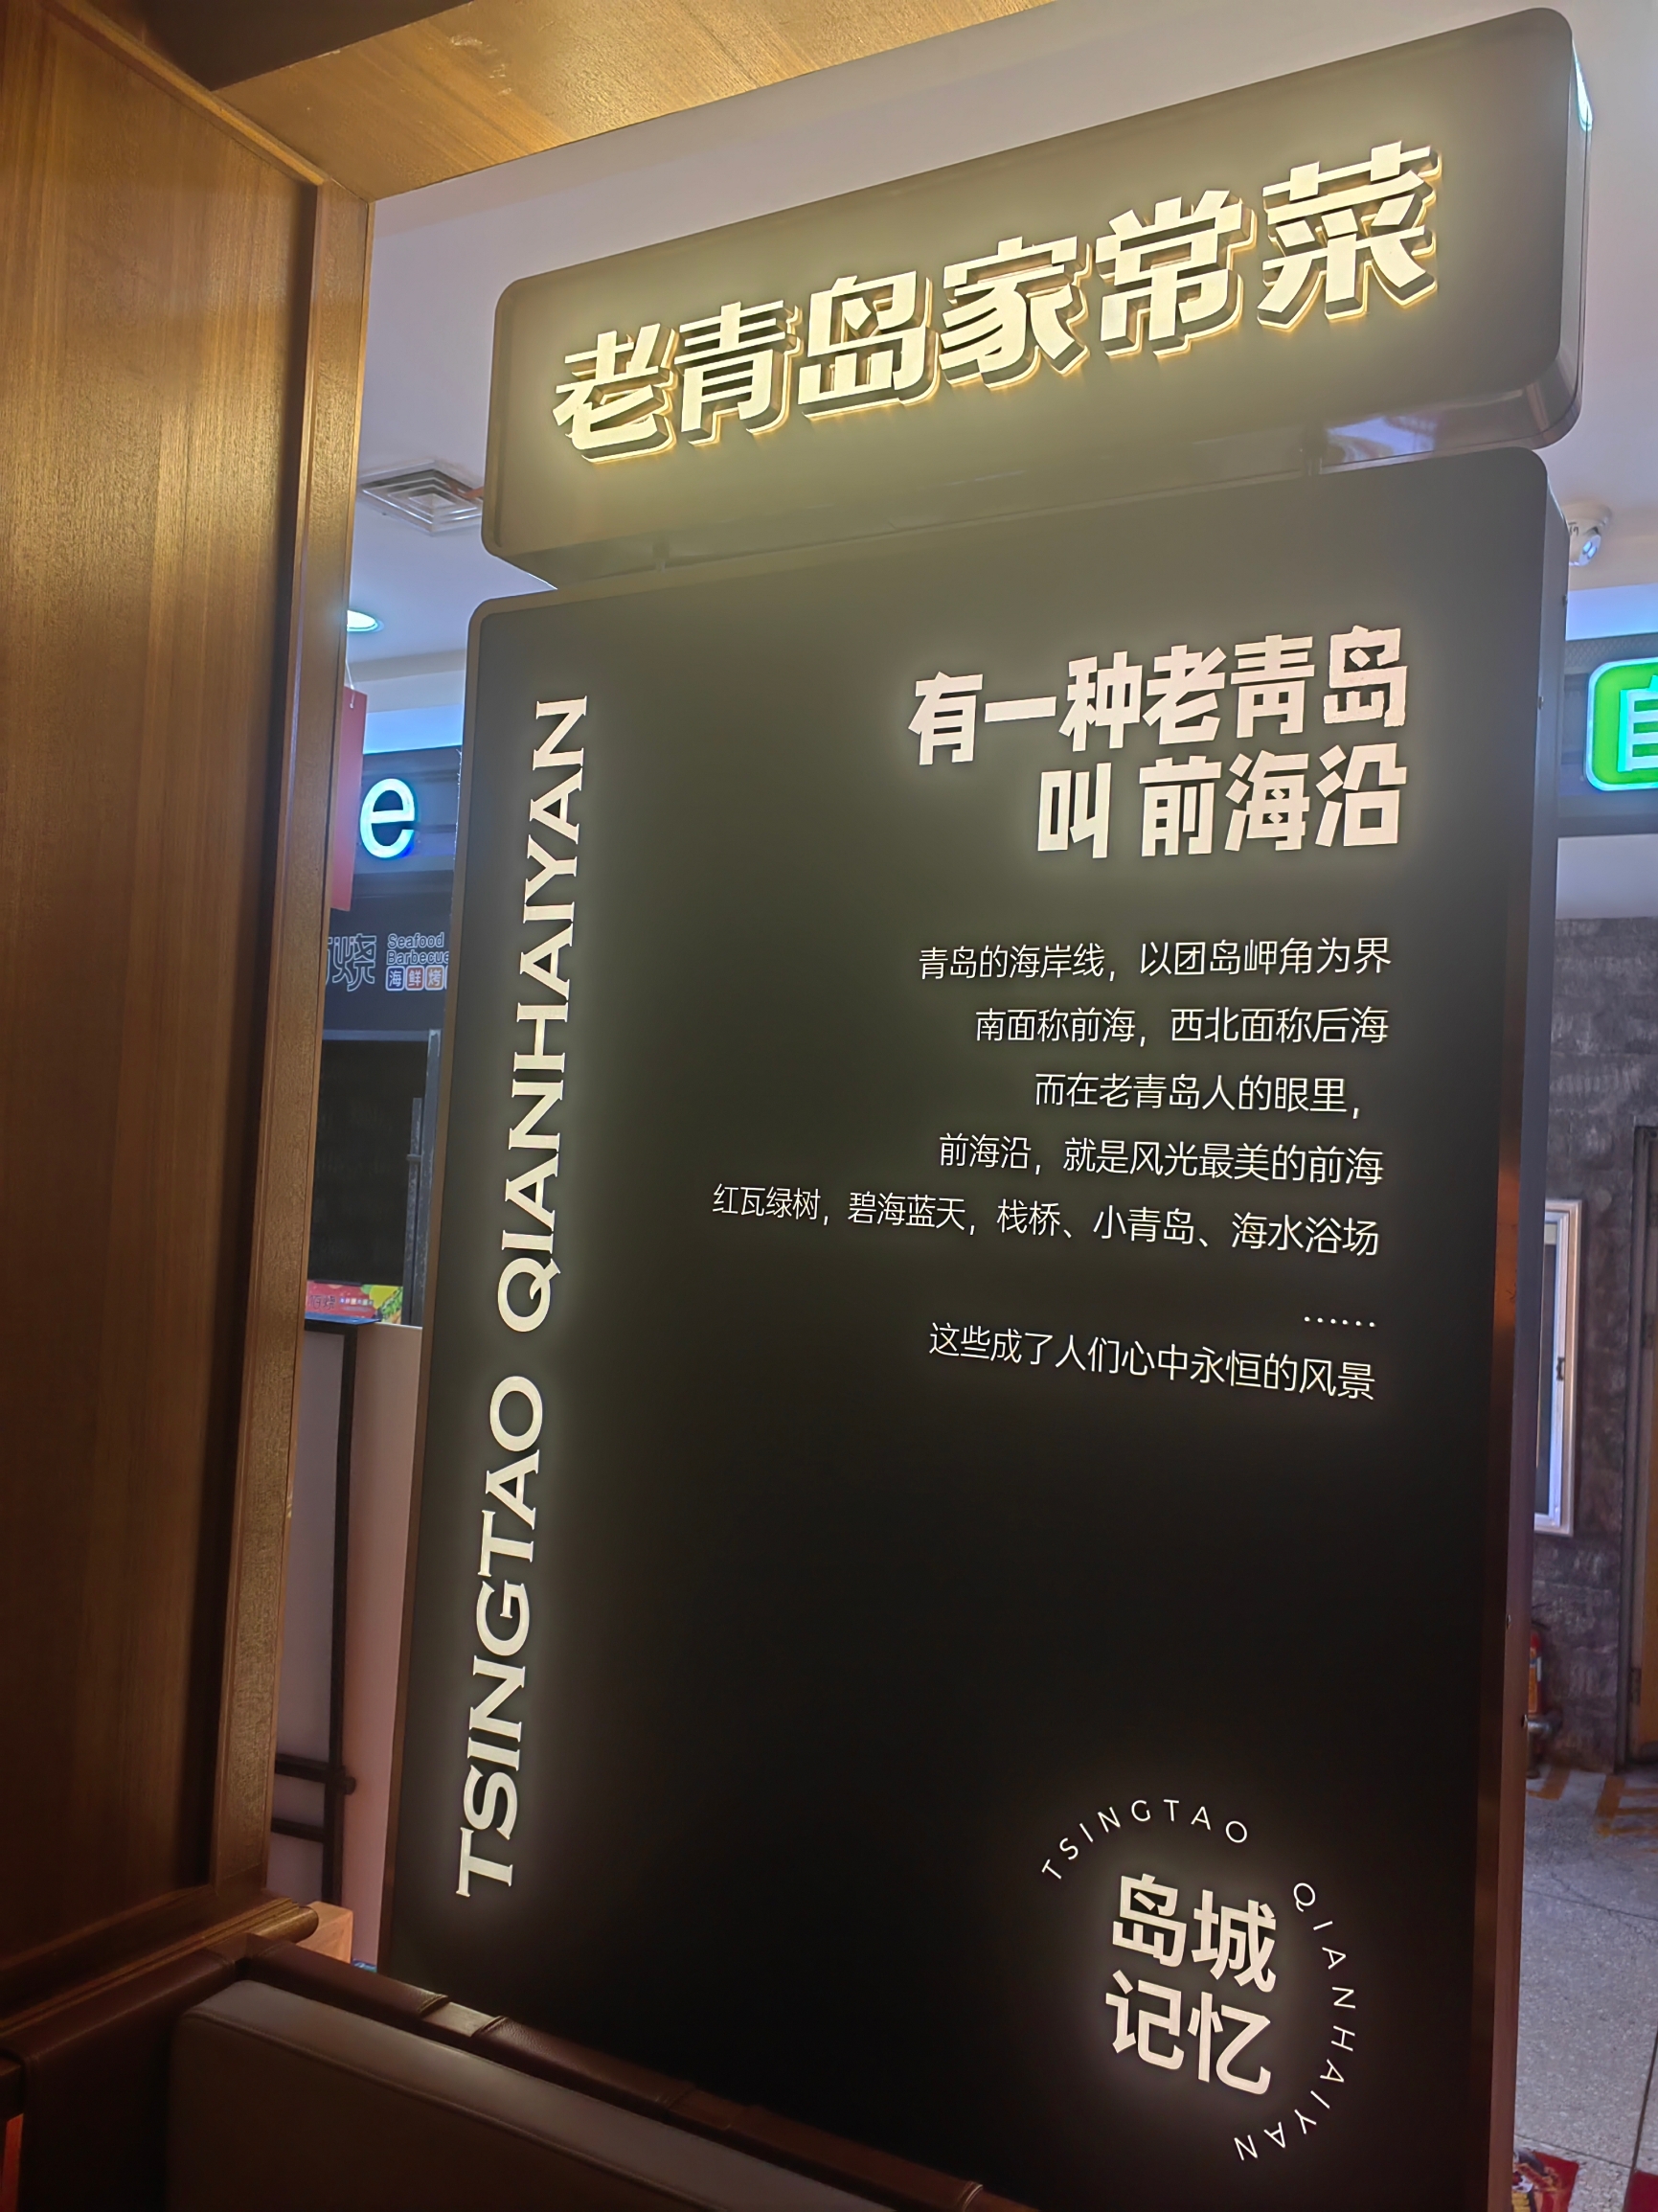 老青岛家常菜
有一种老青岛
叫 前海沿
TSINGTAO QIANHAIYAN
青岛的海岸线，以团岛岬角为界
南面称前海，西北面称后海
而在老青岛人的眼里，
前海沿，就是风光最美的前海
红瓦绿树，碧海蓝天，栈桥、小青岛、海水浴场
……
这些成了人们心中永恒的风景
TSINGTAO QIANHAIYAN
岛城
记忆
e
烧
Seafood
Barbecue
海鲜烤